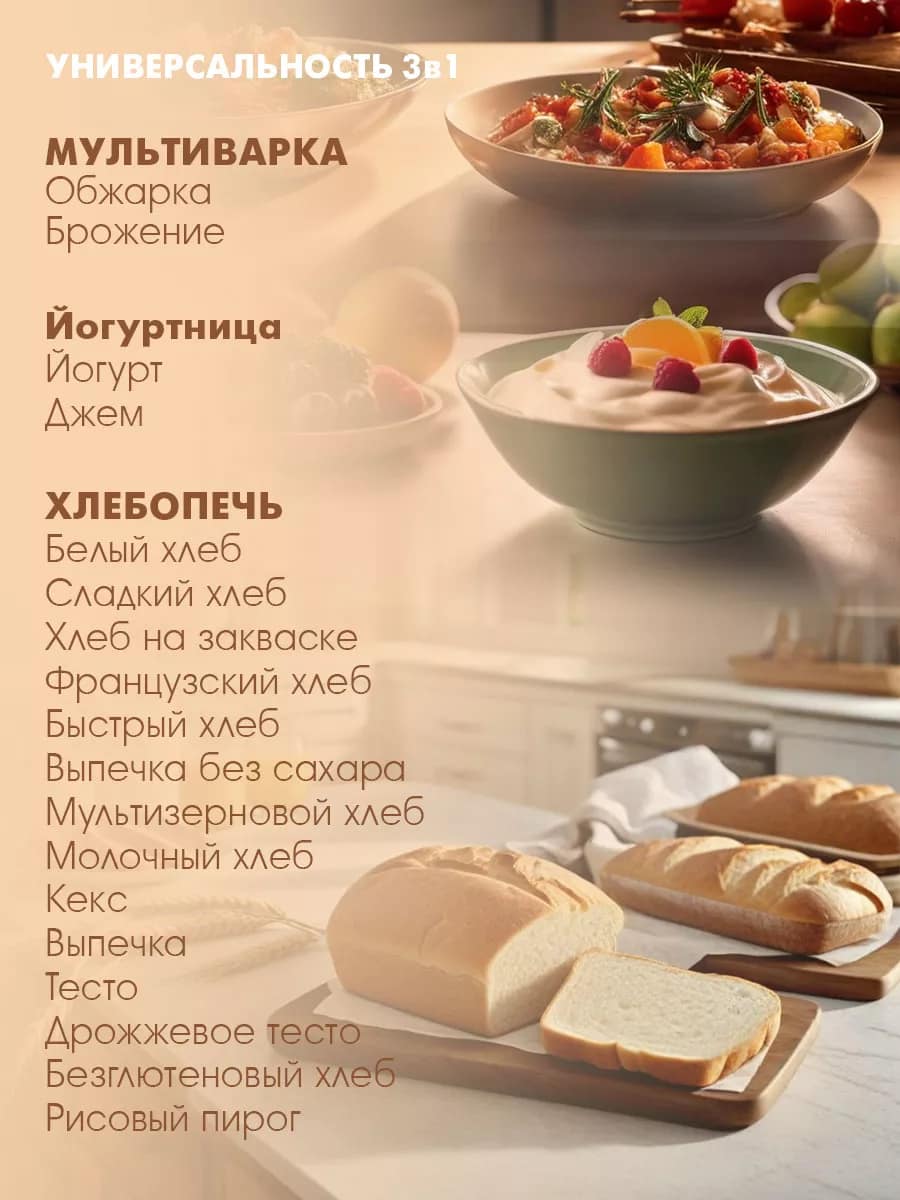 УНИВЕРСАЛЬНОСТЬ 3в1
МУЛЬТИВАРКА
Обжарка
Брожение
Йогуртница
Йогурт
Джем
ХЛЕБОПЕЧЬ
Белый хлеб
Сладкий хлеб
Хлеб на закваске
Французский хлеб
Быстрый хлеб
Выпечка без сахара
Мультизерновой хлеб
Молочный хлеб
Кекс
Выпечка
Тесто
Дрожжевое тесто
Безглютеновый хлеб
Рисовый пирог